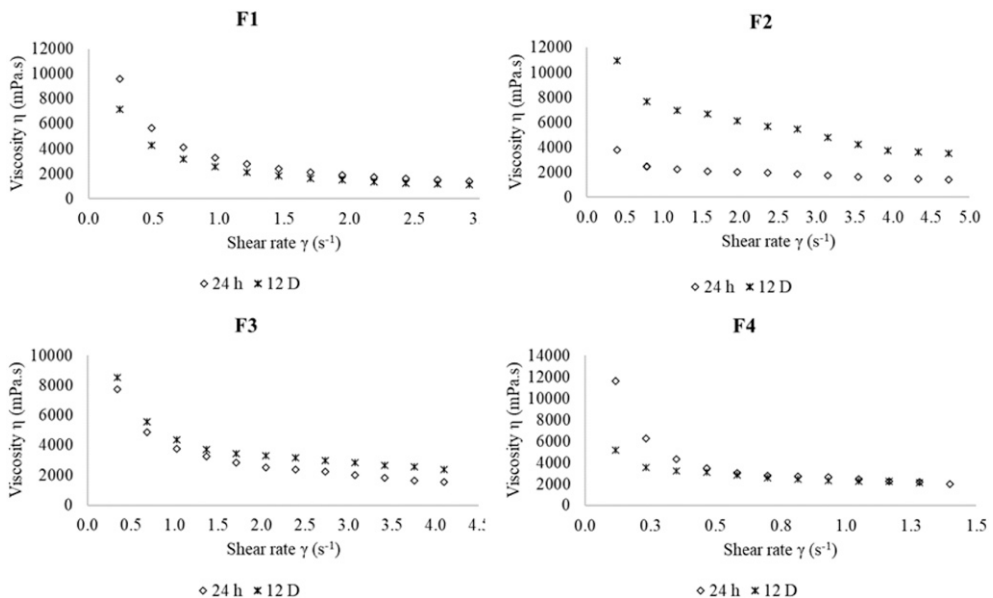 F1
Viscosity η (mPa.s)
12000
10000
8000
6000
4000
2000
0
0.0 0.5 1.0 1.5 2.0 2.5 3
Shear rate γ (s⁻¹)
24 h 12 D
F2
Viscosity η (mPa.s)
12000
10000
8000
6000
4000
2000
0
0.0 0.5 1.0 1.5 2.0 2.5 3.0 3.5 4.0 4.5 5.0
Shear rate γ (s⁻¹)
24 h 12 D
F3
Viscosity η (mPa.s)
10000
8000
6000
4000
2000
0
0.0 0.5 1.0 1.5 2.0 2.5 3.0 3.5 4.0 4.
Shear rate γ (s⁻¹)
24 h 12 D
F4
Viscosity η (mPa.s)
14000
12000
10000
8000
6000
4000
2000
0
0.0 0.3 0.5 0.8 1.0 1.3 1.5
Shear rate γ (s⁻¹)
24 h 12 D